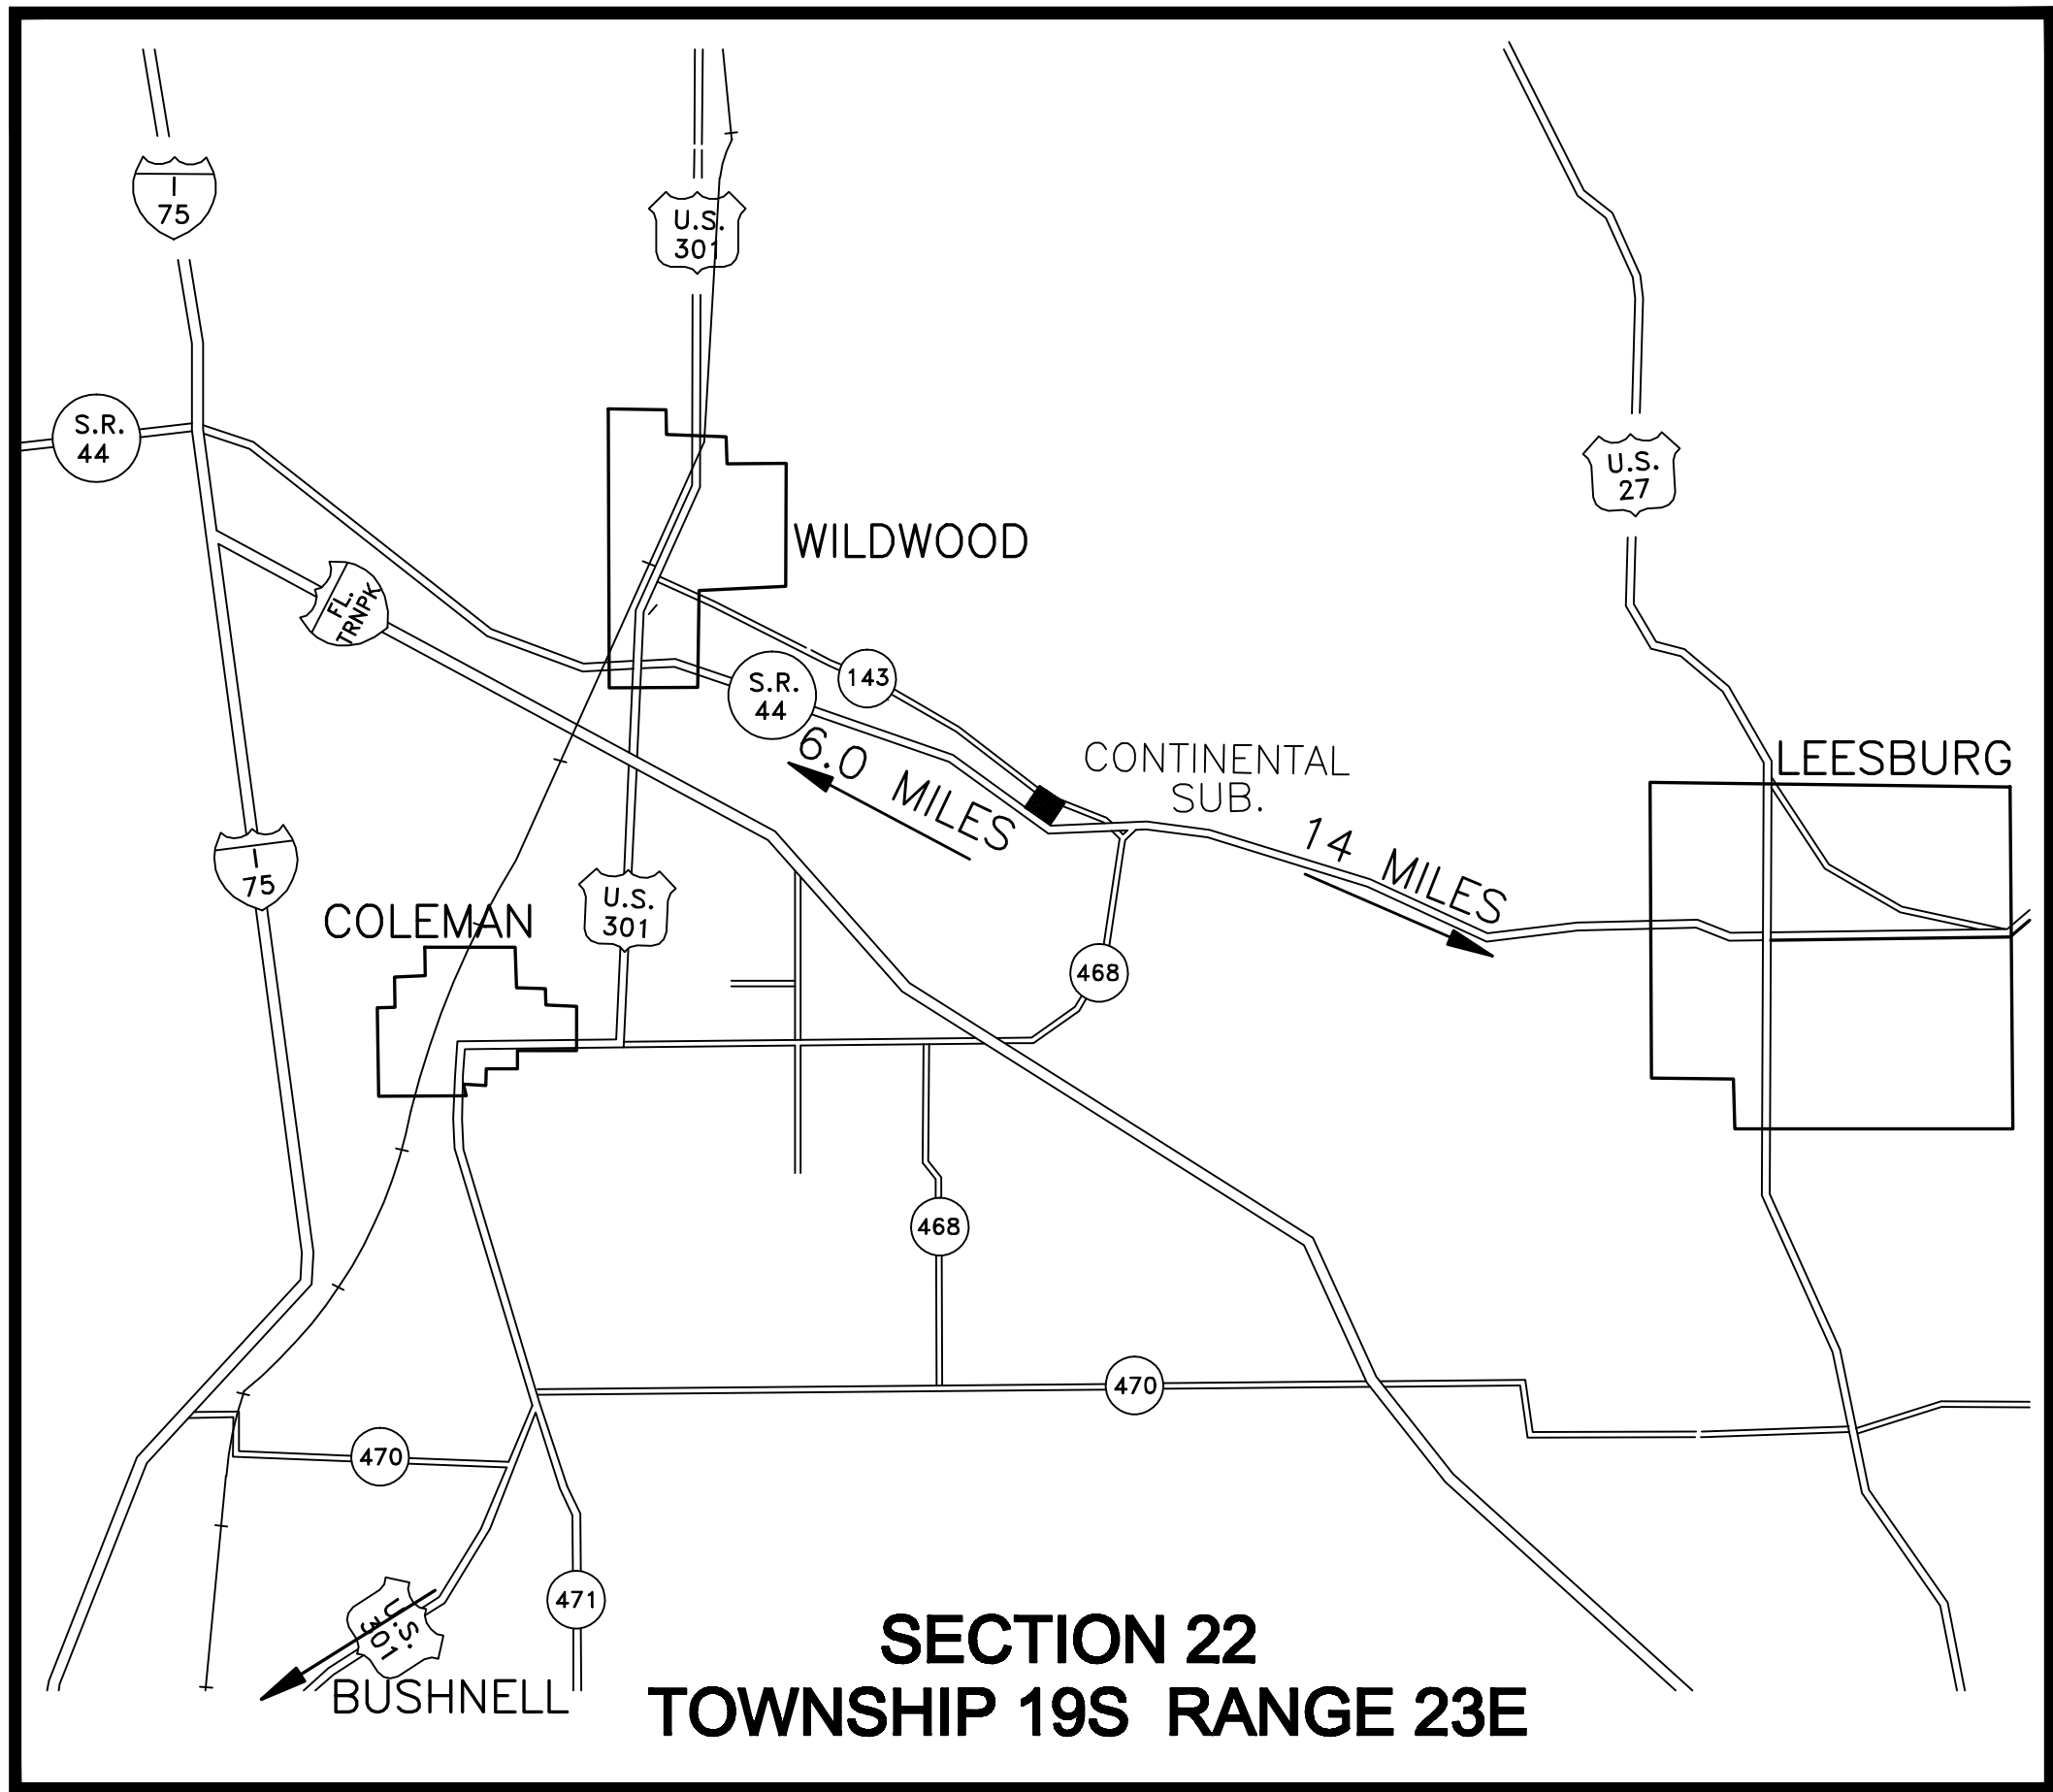 I
75
U.S.
301
S.R.
44
U.S.
27
WILDWOOD
FL.
TRNPK
143
S.R.
44
6.0 MILES
CONTINENTAL
SUB.
LEESBURG
14 MILES
I
75
COLEMAN
U.S.
301
468
468
470
470
471
U.S.
301
BUSHNELL
SECTION 22
TOWNSHIP 19S RANGE 23E